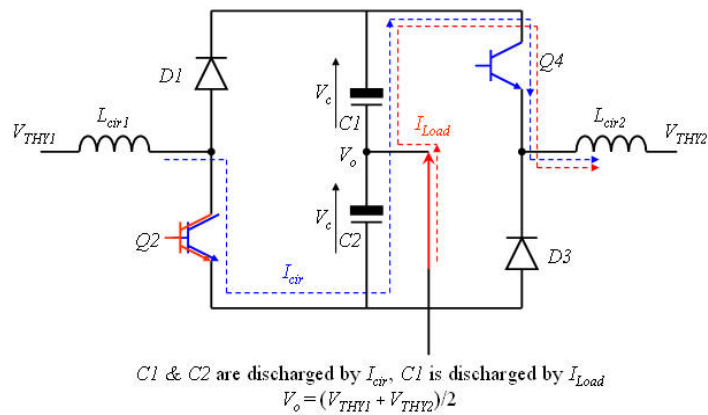 D1
Q4
V_c
C1
I_Load
L_cir1
L_cir2
V_THY1
V_o
V_THY2
V_c
C2
Q2
D3
I_cir
C1 & C2 are discharged by I_cir, C1 is discharged by I_Load
V_o = (V_THY1 + V_THY2)/2